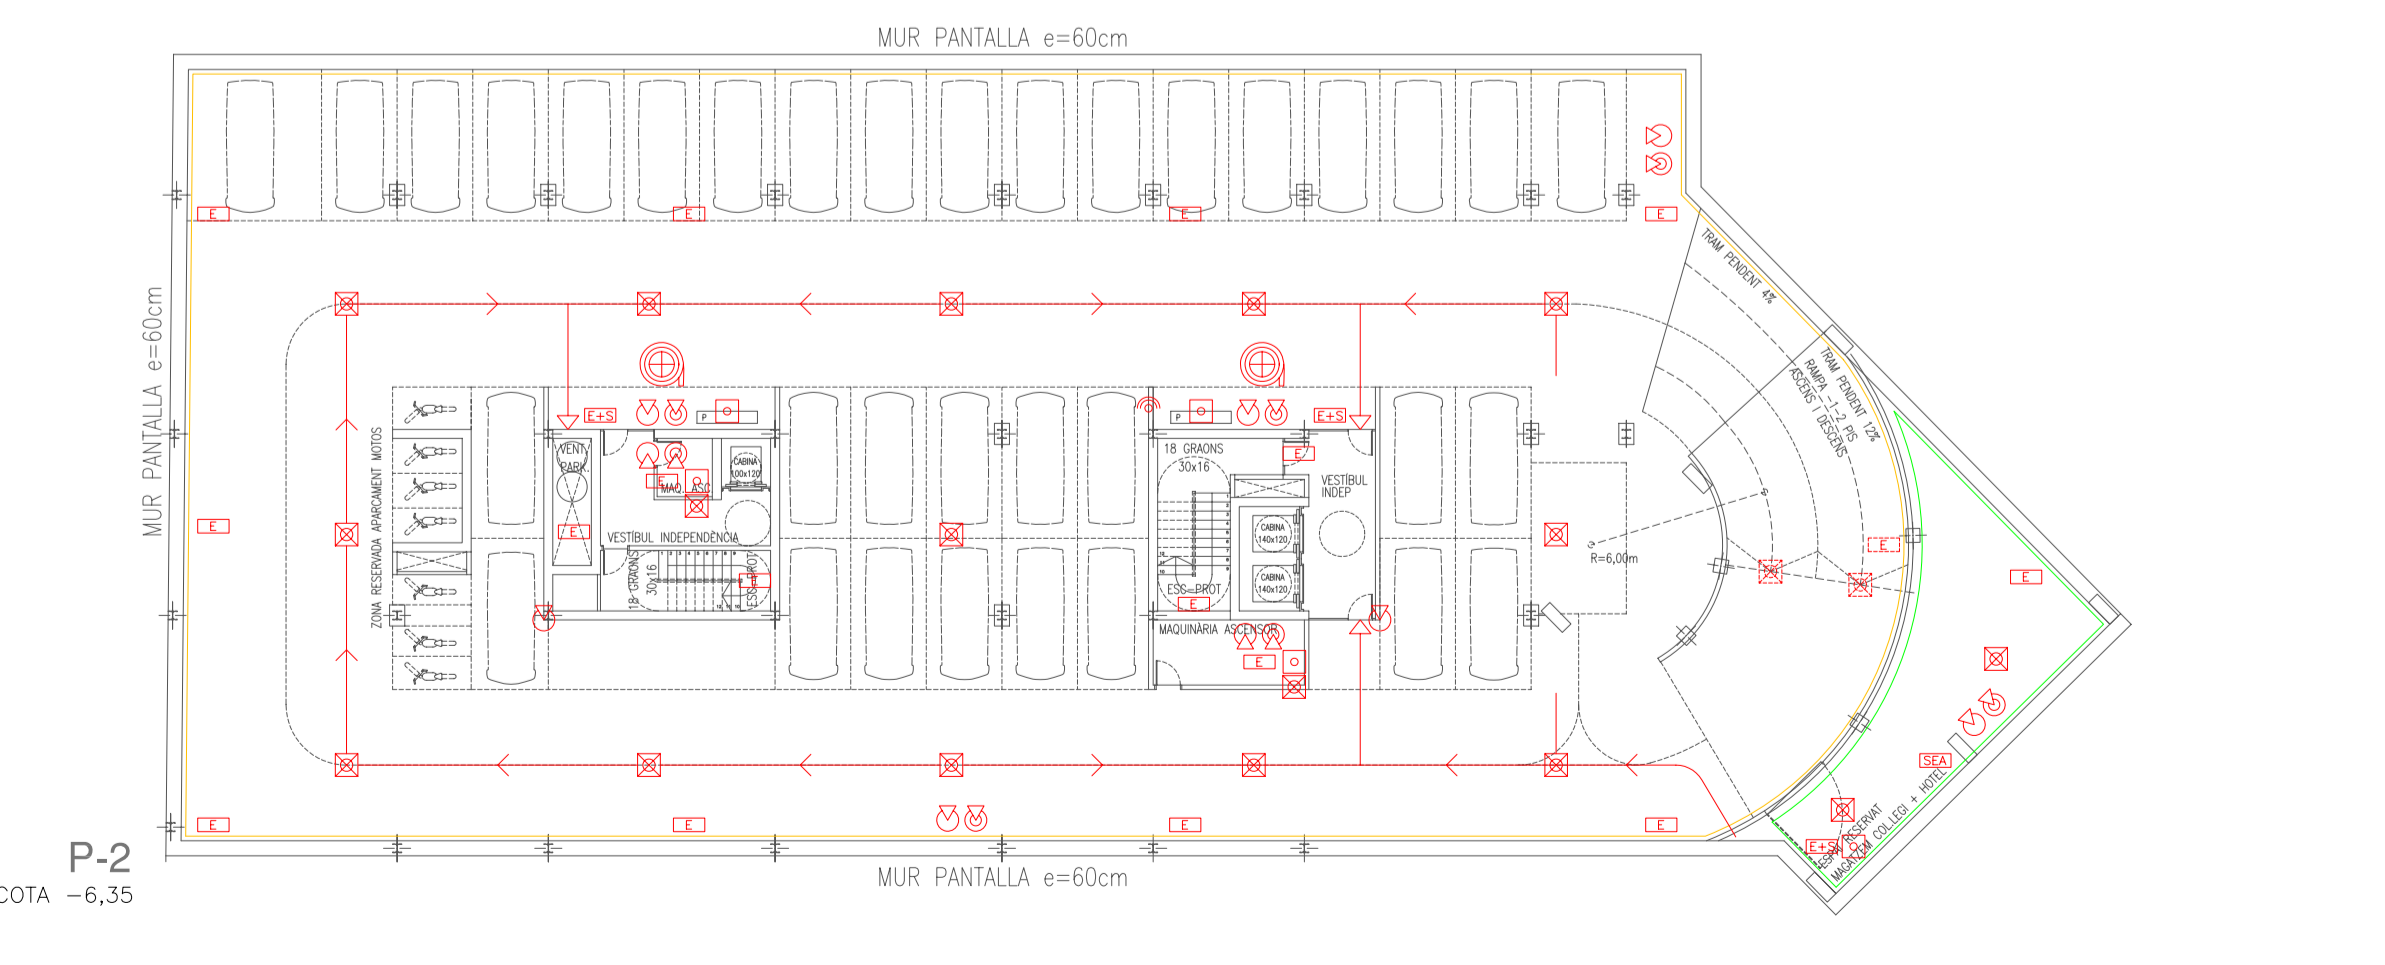 MUR PANTALLA e=60cm
E
E
E
E
TRAM PENDENT 4%
MUR PANTALLA e=60cm
TRAM PENDENT 12%
RAMPA -1-2 PIS
ASCENS I DESCENS
E+S
P
P
E+S
VENT.
PARK.
CABINA
100x120
E
MAQ. ASC
18 GRAONS
30x16
E
VESTÍBUL
INDEP
ZONA RESERVADA APARCAMENT MOTOS
E
E
VESTÍBUL INDEPENDÈNCIA
CABINA
140x120
E
R=6,00m
18 GRAONS
30x16
E
ESC-PROT
CABINA
140x120
ESC-PROT
E
E
MAQUINÀRIA ASCENSOR
E
SEA
E
E
E
E
E+S
ESPAI RESERVAT
MAGATZEM COLLEGI + HOTEL
P-2
COTA -6,35
MUR PANTALLA e=60cm